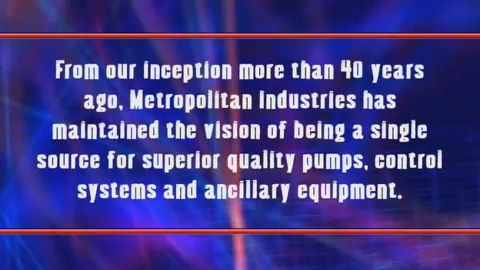 From our inception more than 40 years
ago, Metropolitan Industries has
maintained the vision of being a single
source for superior quality pumps, control
systems and ancillary equipment.